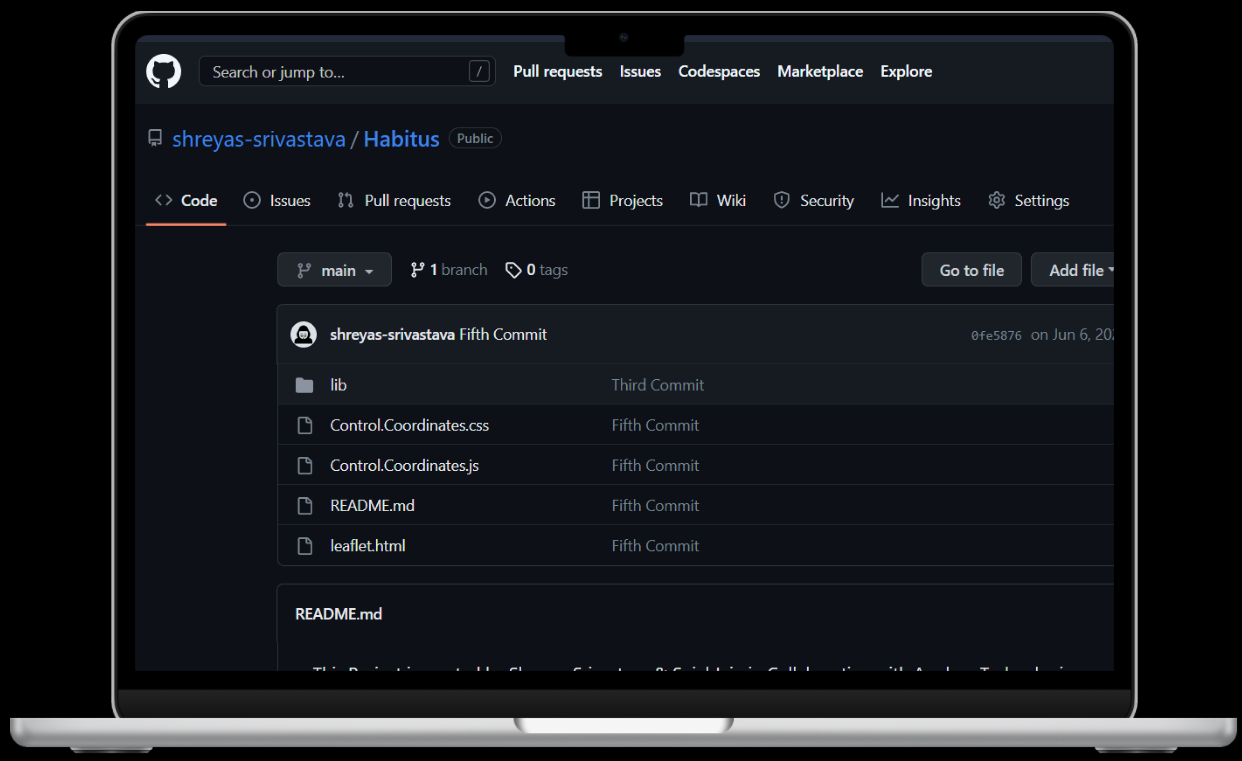 Search or jump to... / Pull requests Issues Codespaces Marketplace Explore
shreyas-srivastava / Habitus Public
Code Issues Pull requests Actions Projects Wiki Security Insights Settings
main 1 branch 0 tags Go to file Add file
shreyas-srivastava Fifth Commit 0fe5876 on Jun 6,
lib Third Commit
Control.Coordinates.css Fifth Commit
Control.Coordinates.js Fifth Commit
README.md Fifth Commit
leaflet.html Fifth Commit
README.md